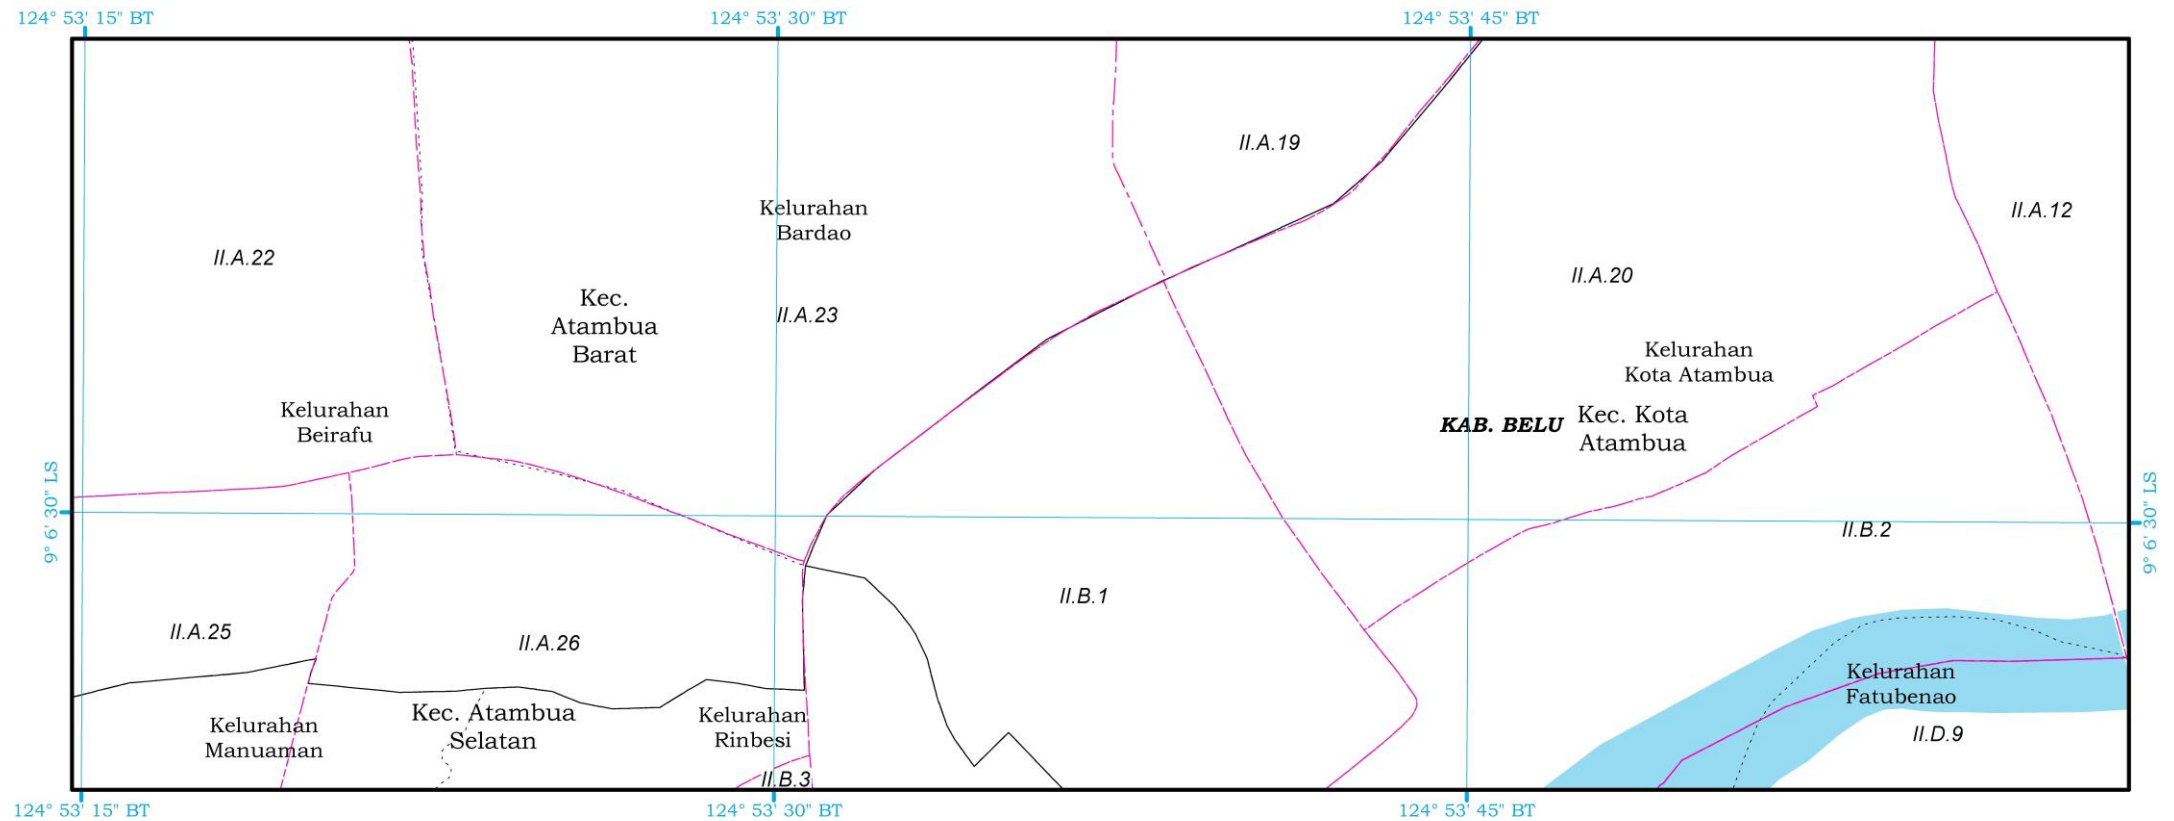 124° 53' 15" BT
124° 53' 30" BT
124° 53' 45" BT
II.A.19
Kelurahan
Bardao
II.A.12
II.A.22
II.A.20
Kec.
Atambua
Barat
II.A.23
Kelurahan
Kota Atambua
Kelurahan
Beirafu
KAB. BELU
Kec. Kota
Atambua
9° 6' 30" LS
9° 6' 30" LS
II.B.2
II.B.1
II.A.25
II.A.26
Kelurahan
Fatubenao
Kelurahan
Manuaman
Kec. Atambua
Selatan
Kelurahan
Rinbesi
II.D.9
II.B.3
124° 53' 15" BT
124° 53' 30" BT
124° 53' 45" BT